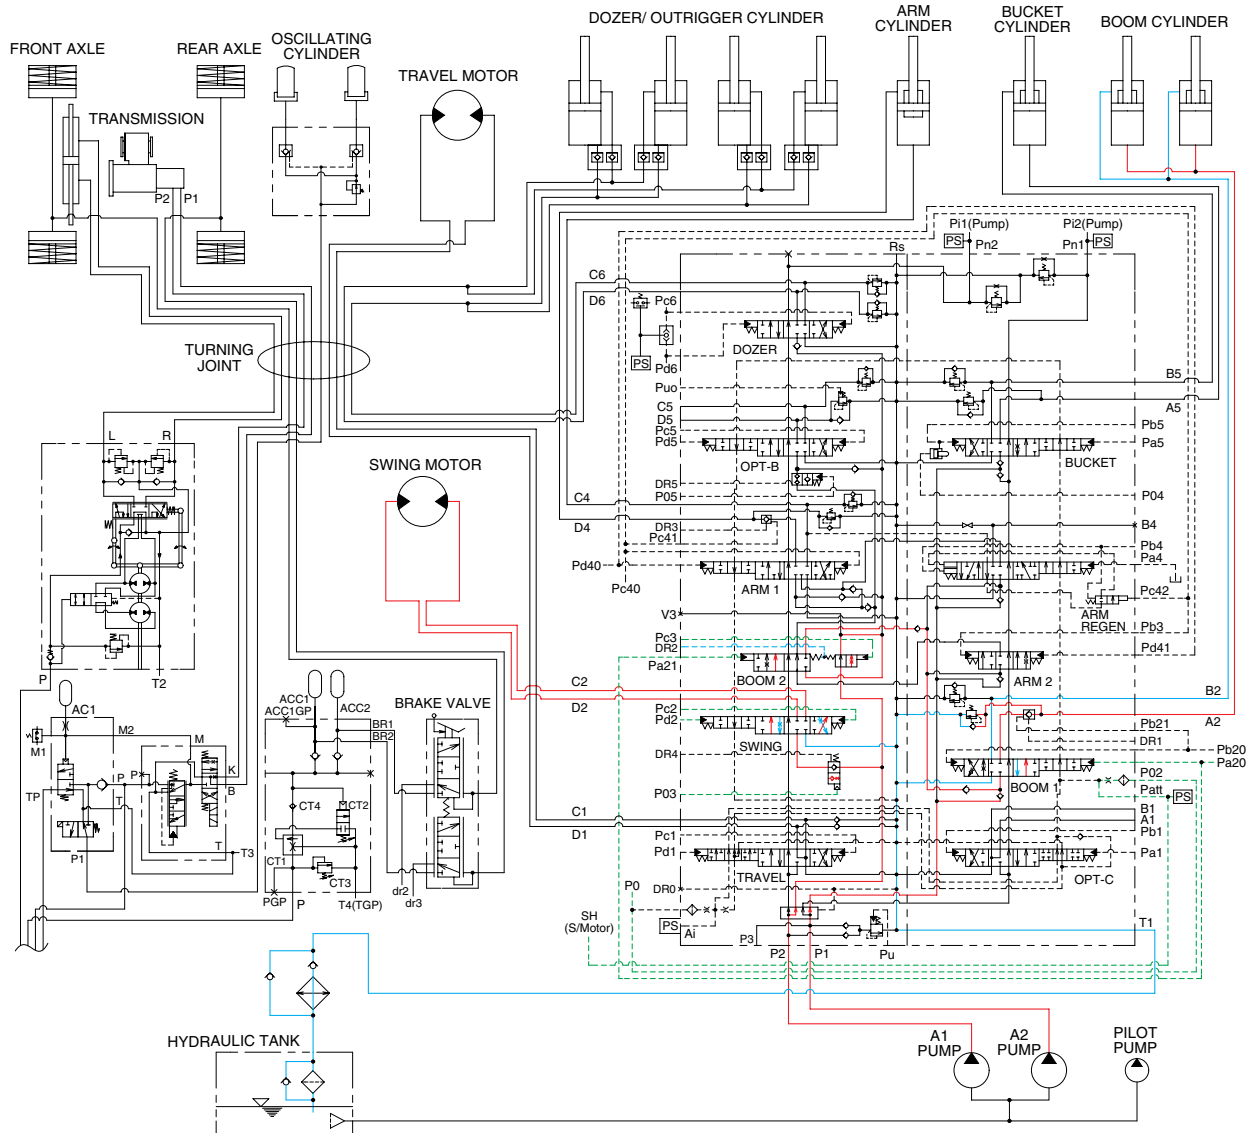 DOZER/ OUTRIGGER CYLINDER
ARM
CYLINDER
BUCKET
CYLINDER
BOOM CYLINDER
FRONT AXLE
REAR AXLE
OSCILLATING
CYLINDER
TRAVEL MOTOR
TRANSMISSION
P2
P1
TURNING
JOINT
Pi1(Pump)
Pi2(Pump)
PS
Pn2
Pn1
PS
Rs
C6
D6
Pc6
DOZER
PS
Pd6
Puo
C5
D5
Pc5
Pd5
OPT-B
B5
A5
Pb5
Pa5
BUCKET
L
R
SWING MOTOR
DR5
P05
P04
C4
D4
DR3
Pc41
B4
Pb4
Pa4
Pd40
Pc40
ARM 1
ARM
REGEN
Pc42
V3
Pc3
DR2
Pa21
BOOM 2
Pb3
Pd41
ARM 2
P
T2
C2
D2
Pc2
Pd2
SWING
B2
A2
Pb21
DR1
Pb20
Pa20
BOOM 1
P02
Patt
PS
DR4
P03
AC1
M1
M2
M
ACC1
ACC1GP
ACC2
BR1
BR2
BRAKE VALVE
TP
P
P
K
B
T
T
T3
P1
CT4
CT2
CT1
CT3
PGP
P
T4(TGP)
dr2
dr3
C1
D1
Pc1
Pd1
TRAVEL
B1
A1
Pb1
Pa1
OPT-C
P0
DR0
SH
(S/Motor)
PS
Ai
P3
P2
P1
Pu
T1
HYDRAULIC TANK
A1
PUMP
A2
PUMP
PILOT
PUMP